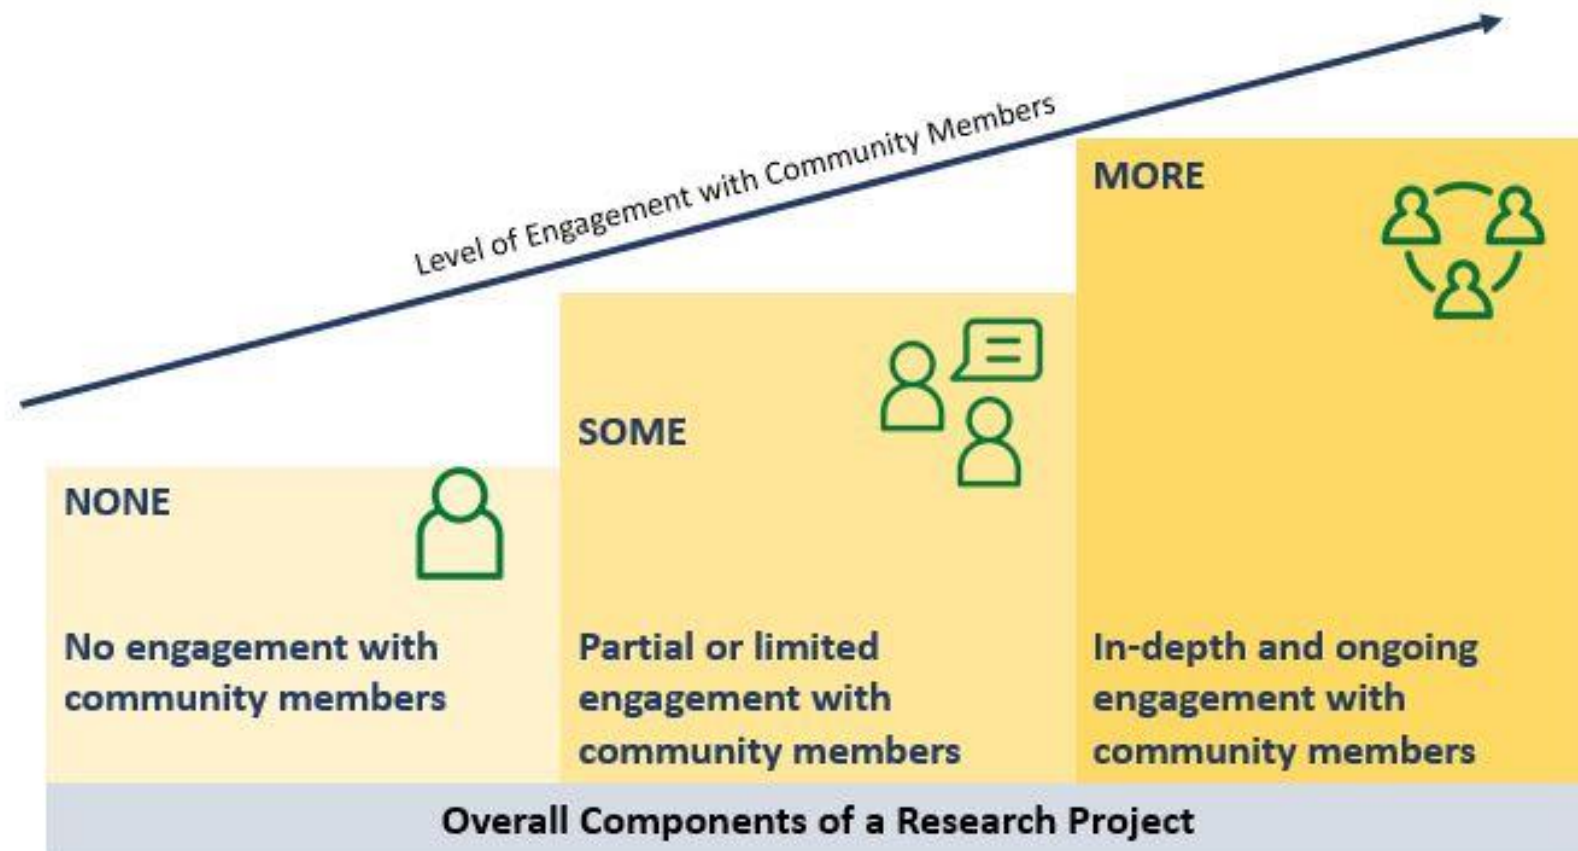 Level of Engagement with Community Members
NONE
No engagement with
community members
SOME
Partial or limited
engagement with
community members
MORE
In-depth and ongoing
engagement with
community members
Overall Components of a Research Project